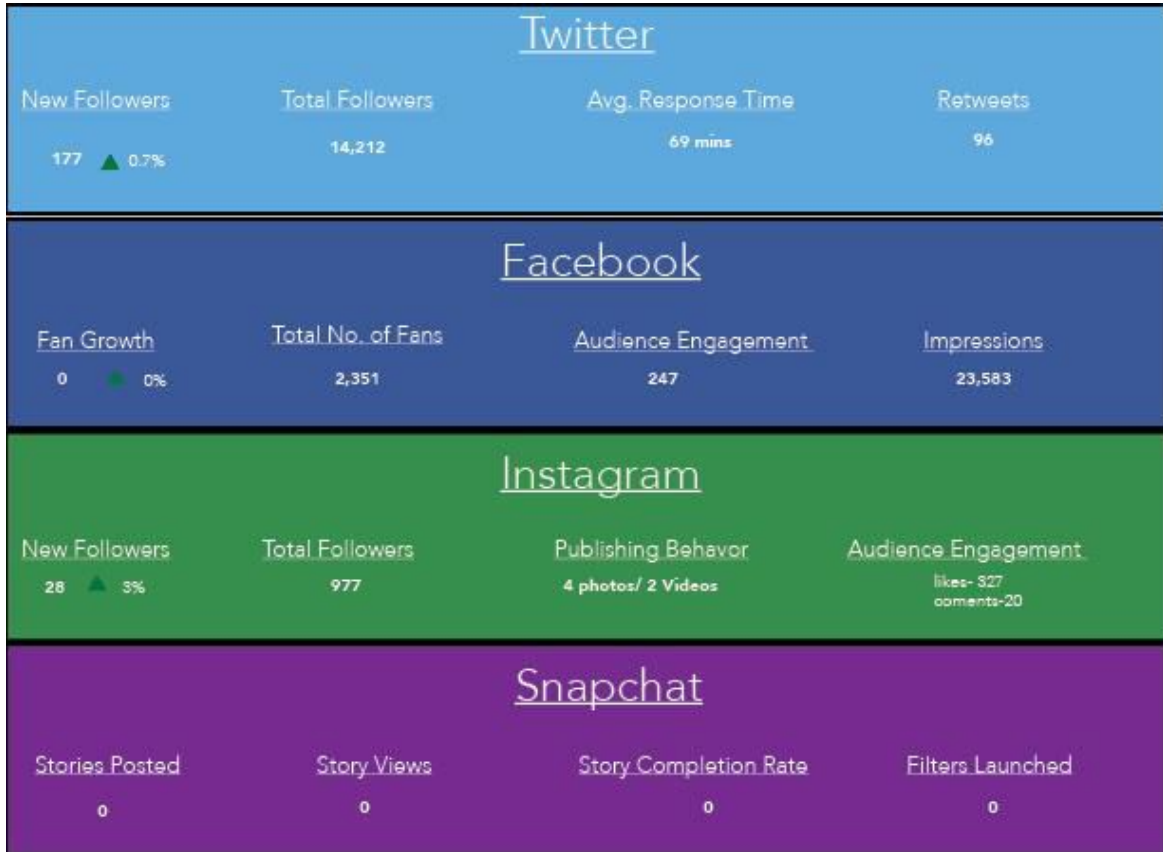 Twitter
New Followers Total Followers Avg. Response Time Retweets
177 0.7% 14,212 69 mins 96
Facebook
Fan Growth Total No. of Fans Audience Engagement Impressions
0 0% 2,351 247 23,583
Instagram
New Followers Total Followers Publishing Behavor Audience Engagement
28 3% 977 4 photos/ 2 Videos likes- 327
coments-20
Snapchat
Stories Posted Story Views Story Completion Rate Filters Launched
0 0 0 0